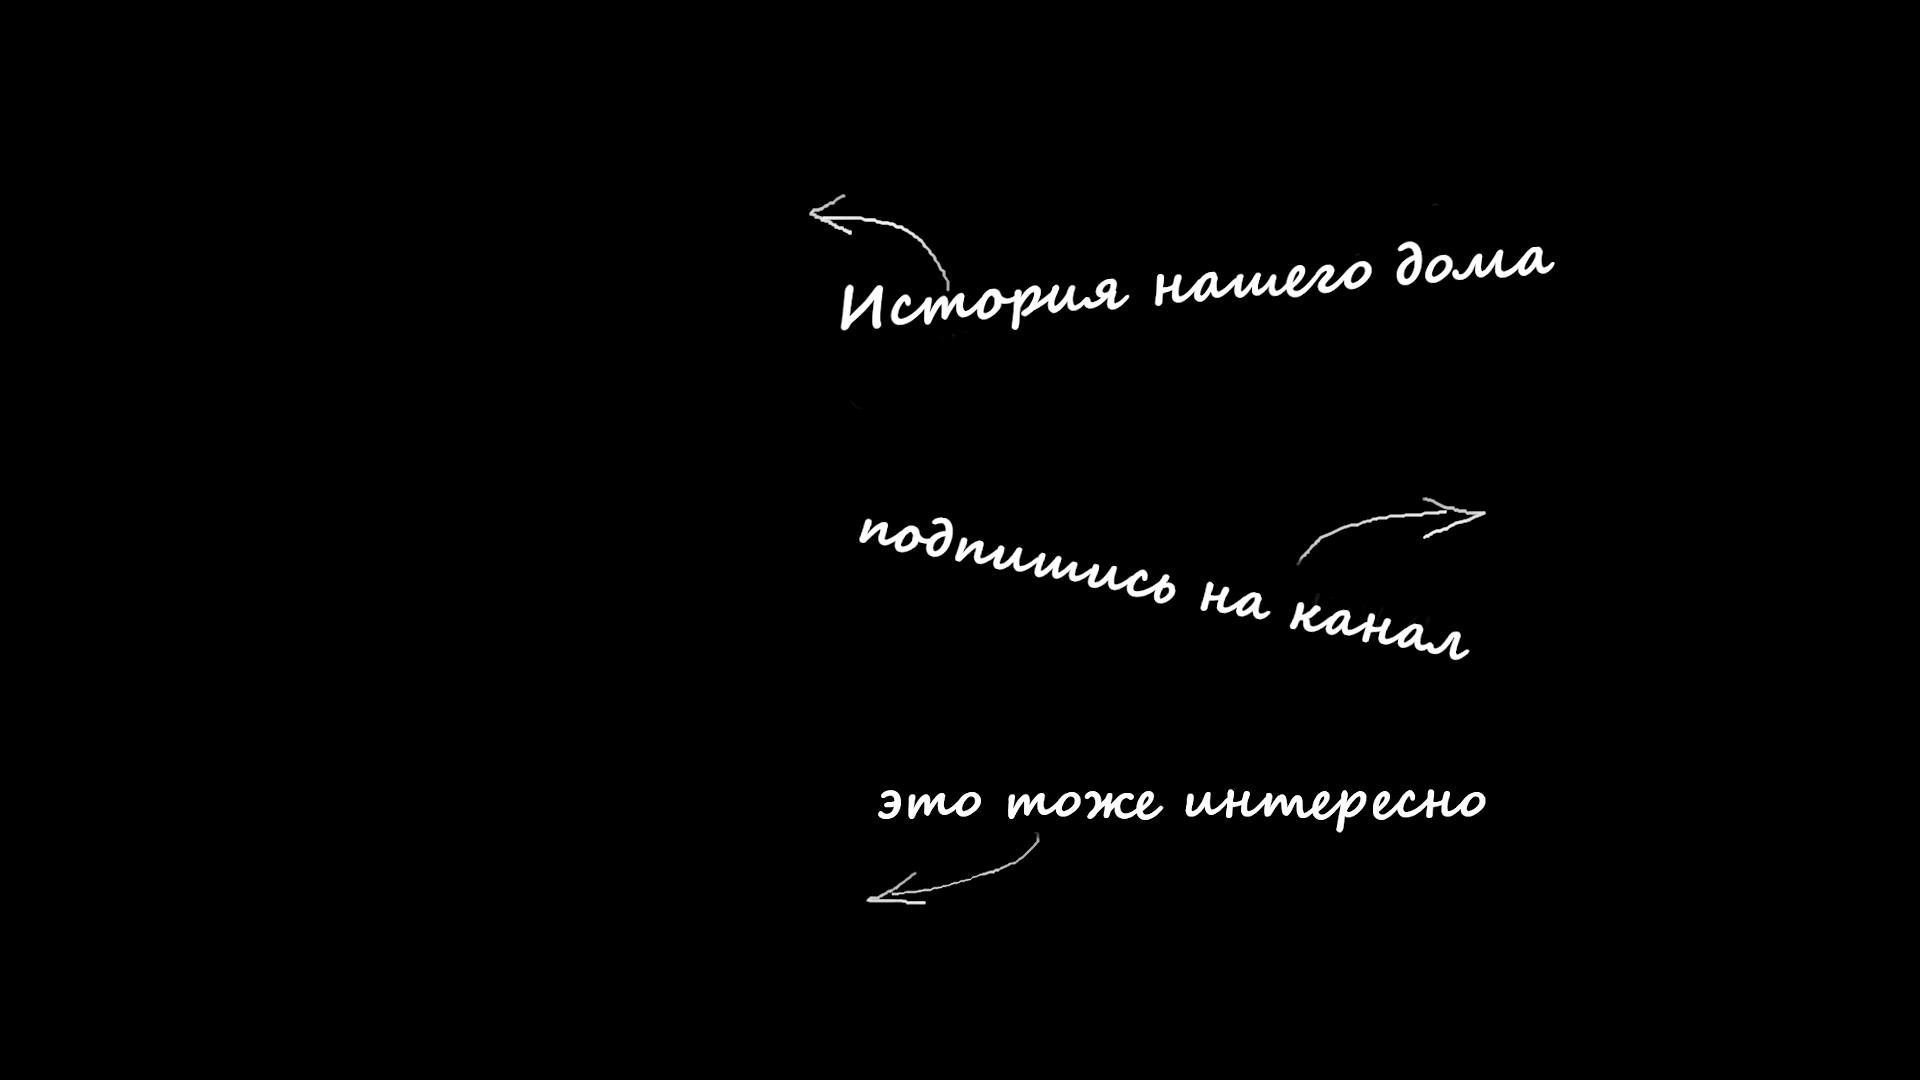 История нашего дома
подпишись на канал
это тоже интересно